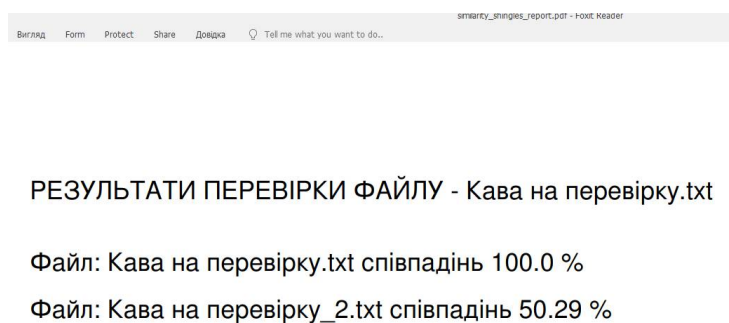 similarity_shingles_report.pdf - Foxit Reader
Вигляд Form Protect Share Довідка Tell me what you want to do..
РЕЗУЛЬТАТИ ПЕРЕВІРКИ ФАЙЛУ - Кава на перевірку.txt
Файл: Кава на перевірку.txt співпадінь 100.0 %
Файл: Кава на перевірку_2.txt співпадінь 50.29 %